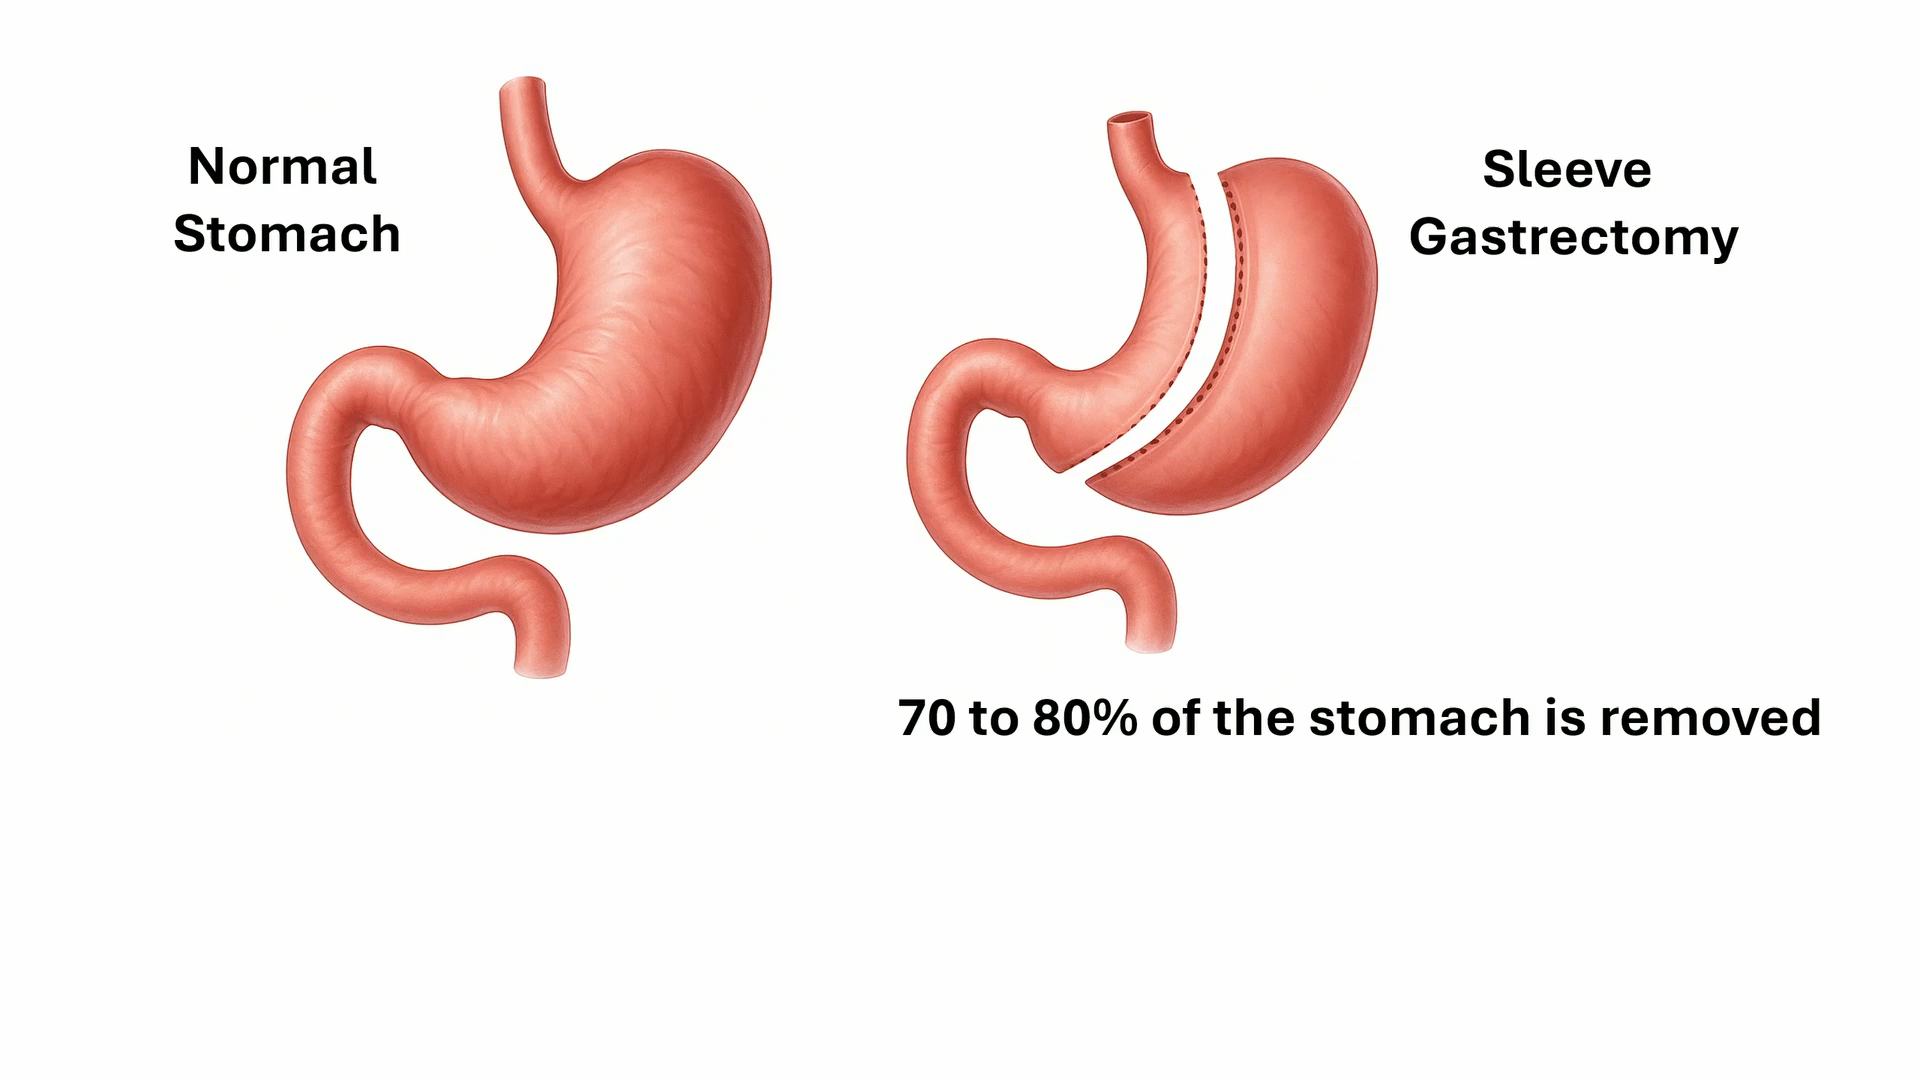 Normal
Stomach
Sleeve
Gastrectomy
70 to 80% of the stomach is removed